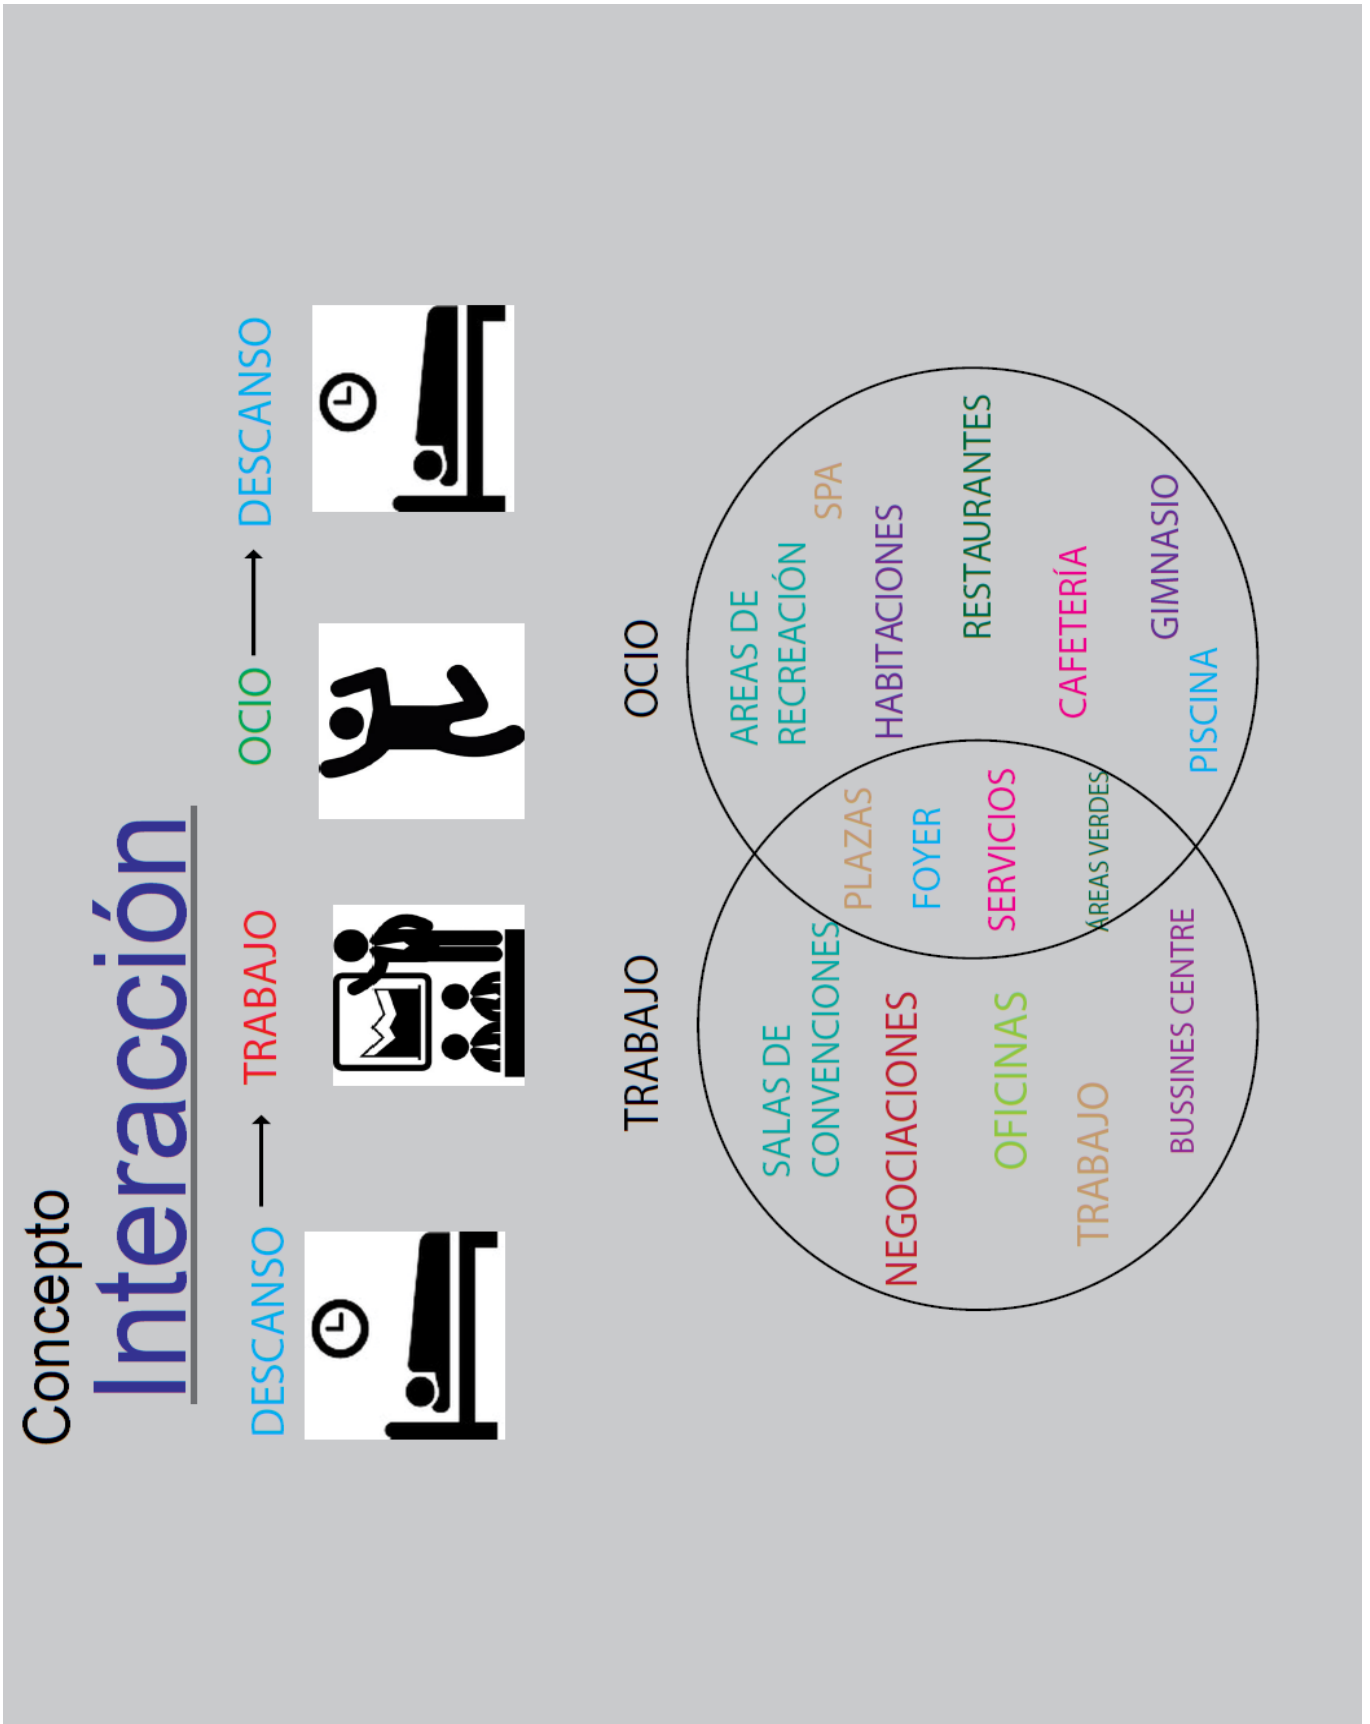 Concepto
Interacción
DESCANSO
TRABAJO
OCIO
DESCANSO
TRABAJO
OCIO
SALAS DE
CONVENCIONES
NEGOCIACIONES
OFICINAS
TRABAJO
BUSSINES CENTRE
PLAZAS
FOYER
SERVICIOS
ÁREAS VERDES
AREAS DE
RECREACIÓN
SPA
HABITACIONES
RESTAURANTES
CAFETERÍA
GIMNASIO
PISCINA